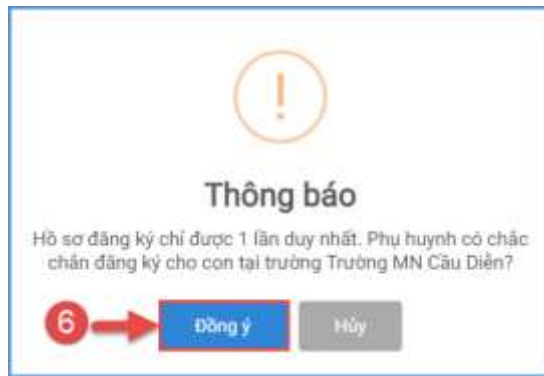 !
Thông báo
Hồ sơ đăng ký chỉ được 1 lần duy nhất. Phụ huynh có chắc
chắn đăng ký cho con tại trường Trường MN Cầu Diễn?
6
Đồng ý
Hủy